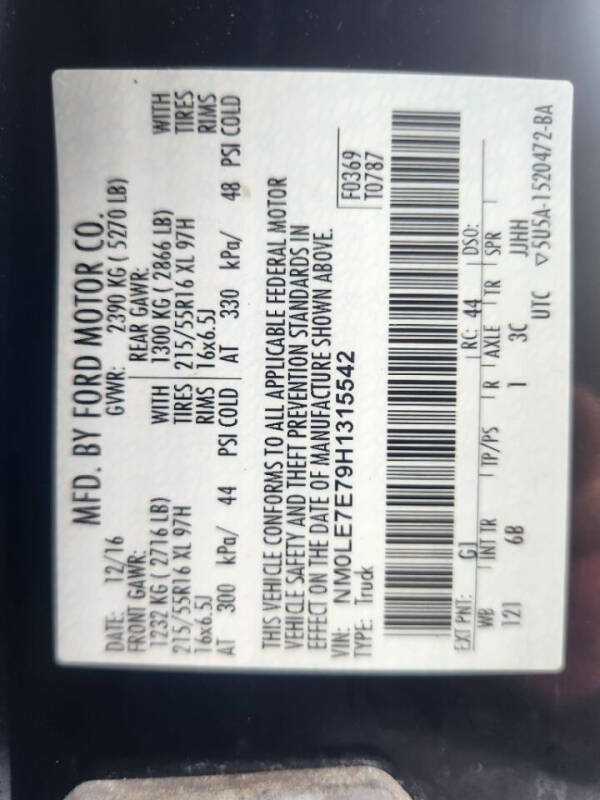 MFD. BY FORD MOTOR CO.
DATE: 12/16 GVWR: 2390 KG ( 5270 LB)
FRONT GAWR: REAR GAWR:
1232 KG ( 2716 LB) WITH 1300 KG ( 2866 LB) WITH
215/55R16 XL 97H TIRES 215/55R16 XL 97H TIRES
16x6.5J RIMS 16x6.5J RIMS
AT 300 kPa/ 44 PSI COLD AT 330 kPa/ 48 PSI COLD
THIS VEHICLE CONFORMS TO ALL APPLICABLE FEDERAL MOTOR
VEHICLE SAFETY AND THEFT PREVENTION STANDARDS IN
EFFECT ON THE DATE OF MANUFACTURE SHOWN ABOVE.
VIN: NM0LE7E79H1315542 F0369
TYPE: Truck T0787
EXT PNT: G1 RC: 44 DSO:
WB INT TR TP/PS R AXLE TR SPR
121 6B 1 3C JJHH
UTC ▽5U5A-1520472-BA